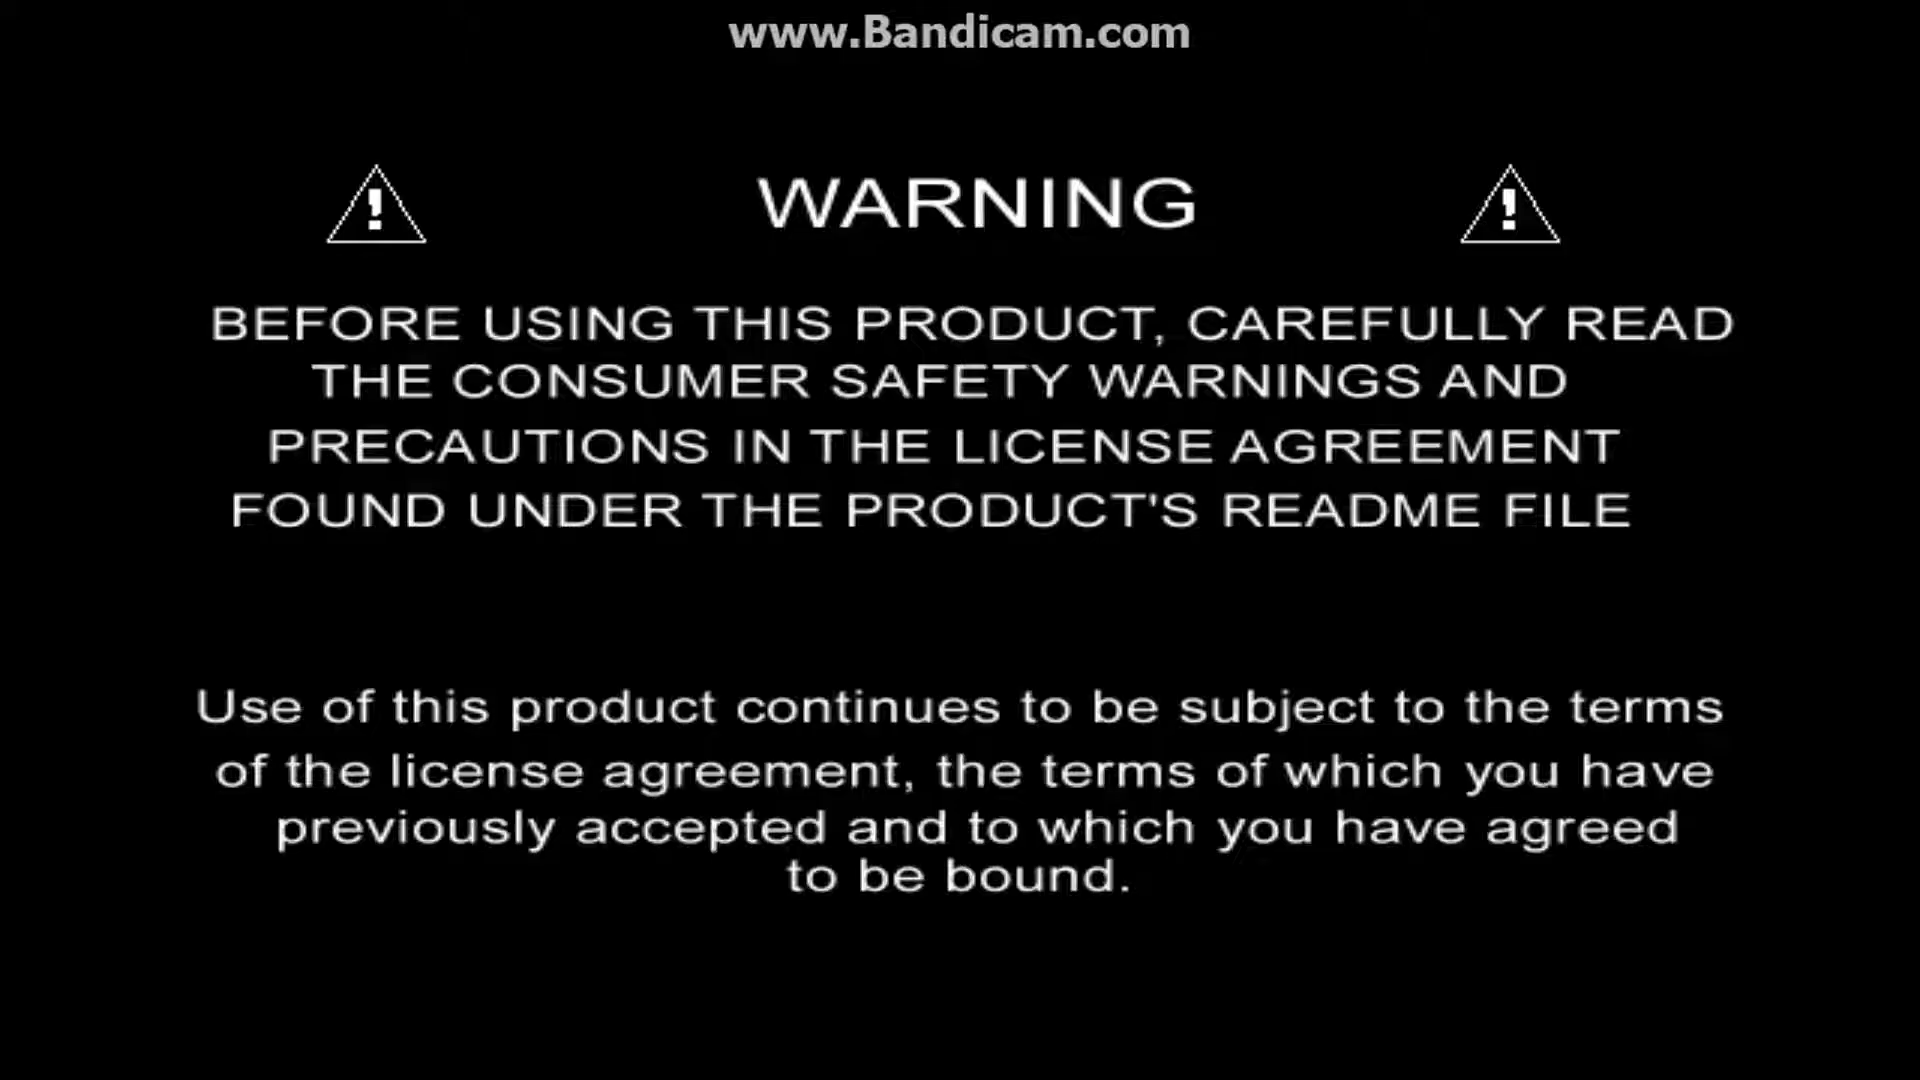 www.Bandicam.com
WARNING
BEFORE USING THIS PRODUCT, CAREFULLY READ
THE CONSUMER SAFETY WARNINGS AND
PRECAUTIONS IN THE LICENSE AGREEMENT
FOUND UNDER THE PRODUCT'S README FILE
Use of this product continues to be subject to the terms
of the license agreement, the terms of which you have
previously accepted and to which you have agreed
to be bound.